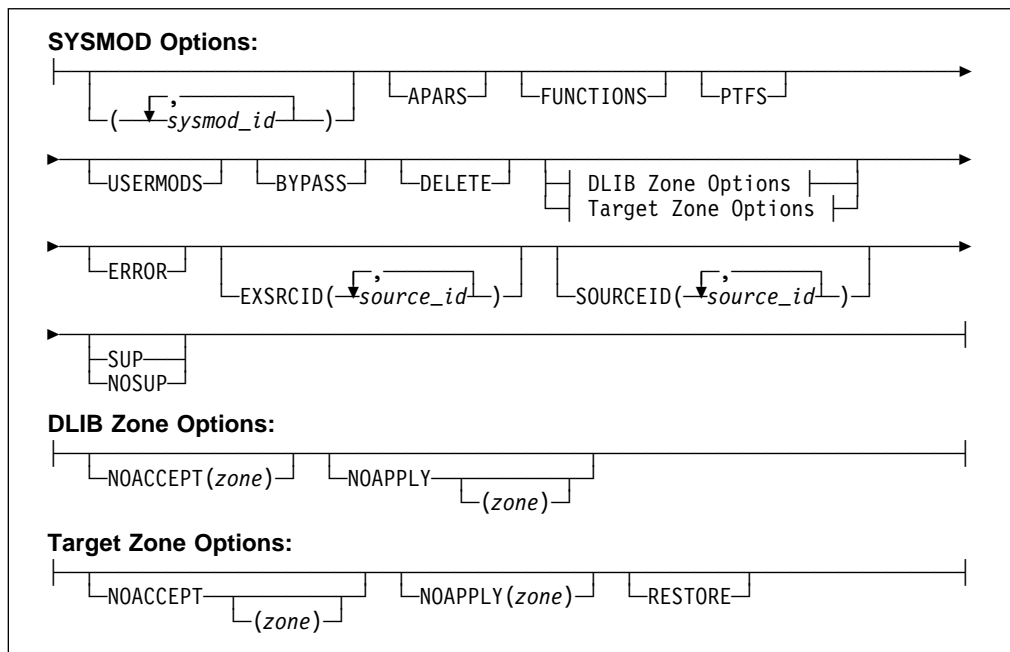 SYSMOD Options:
APARS FUNCTIONS PTFS
,
( sysmod_id )
USERMODS BYPASS DELETE DLIB Zone Options
Target Zone Options
ERROR , ,
EXSRCID( source_id ) SOURCEID( source_id )
SUP
NOSUP
DLIB Zone Options:
NOACCEPT(zone) NOAPPLY
(zone)
Target Zone Options:
NOACCEPT NOAPPLY(zone) RESTORE
(zone)